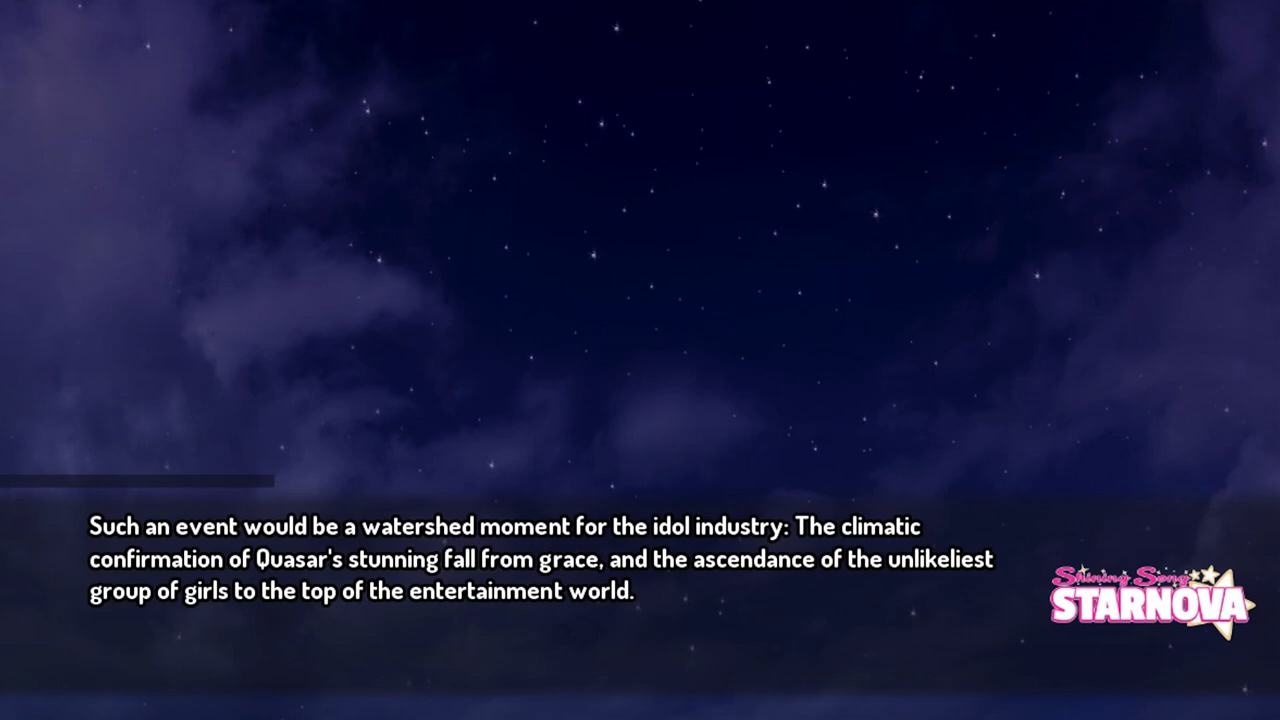 Such an event would be a watershed moment for the idol industry: The climatic
confirmation of Quasar's stunning fall from grace, and the ascendance of the unlikeliest
group of girls to the top of the entertainment world.
Shining Song
STARNOVA